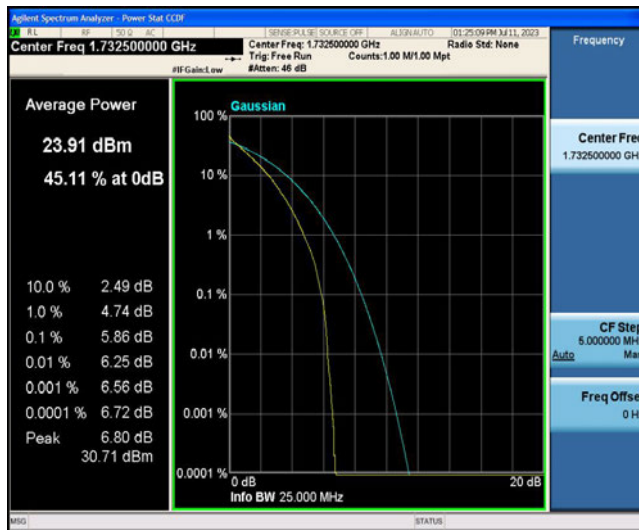 Agilent Spectrum Analyzer - Power Stat CCDF
RL RF 50 Ω AC SENSE:PULSE SOURCE OFF ALIGN AUTO 01:25:09 PM Jul 11, 2023
Center Freq 1.732500000 GHz
Center Freq: 1.732500000 GHz Radio Std: None
Trig: Free Run Counts:1.00 M/1.00 Mpt
#IFGain:Low #Atten: 46 dB
Frequency
Average Power
23.91 dBm
45.11 % at 0dB
10.0 % 2.49 dB
1.0 % 4.74 dB
0.1 % 5.86 dB
0.01 % 6.25 dB
0.001 % 6.56 dB
0.0001 % 6.72 dB
Peak 6.80 dB
30.71 dBm
Gaussian
100 %
10 %
1 %
0.1 %
0.01 %
0.001 %
0.0001 %
0 dB 20 dB
Info BW 25.000 MHz
Center Freq
1.732500000 GH
CF Step
5.000000 MH
Auto Ma
Freq Offse
0 H
MSG STATUS